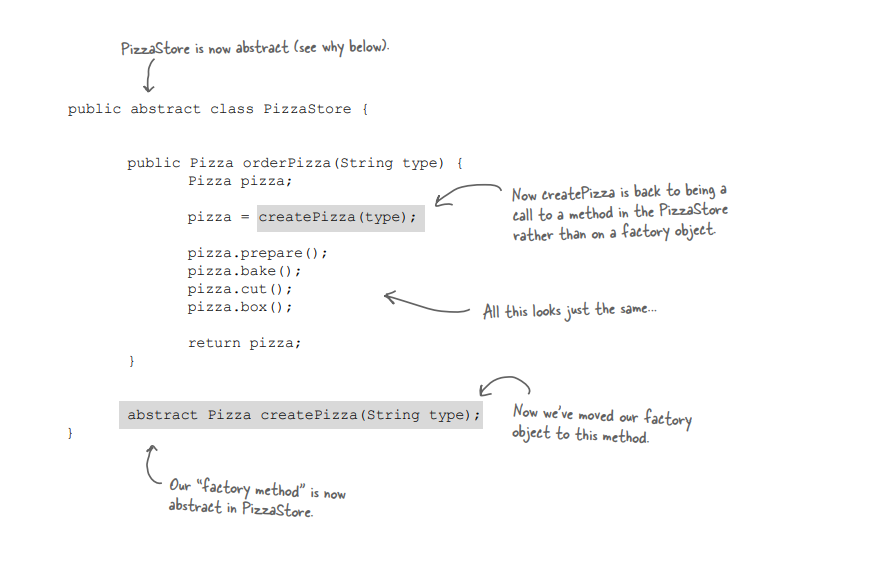 PizzaStore is now abstract (see why below).
public abstract class PizzaStore {
public Pizza orderPizza(String type) {
Pizza pizza;
pizza = createPizza(type);
Now createPizza is back to being a
call to a method in the PizzaStore
rather than on a factory object.
pizza.prepare();
pizza.bake();
pizza.cut();
pizza.box();
All this looks just the same...
return pizza;
}
abstract Pizza createPizza(String type);
Now we've moved our factory
object to this method.
}
Our "factory method" is now
abstract in PizzaStore.